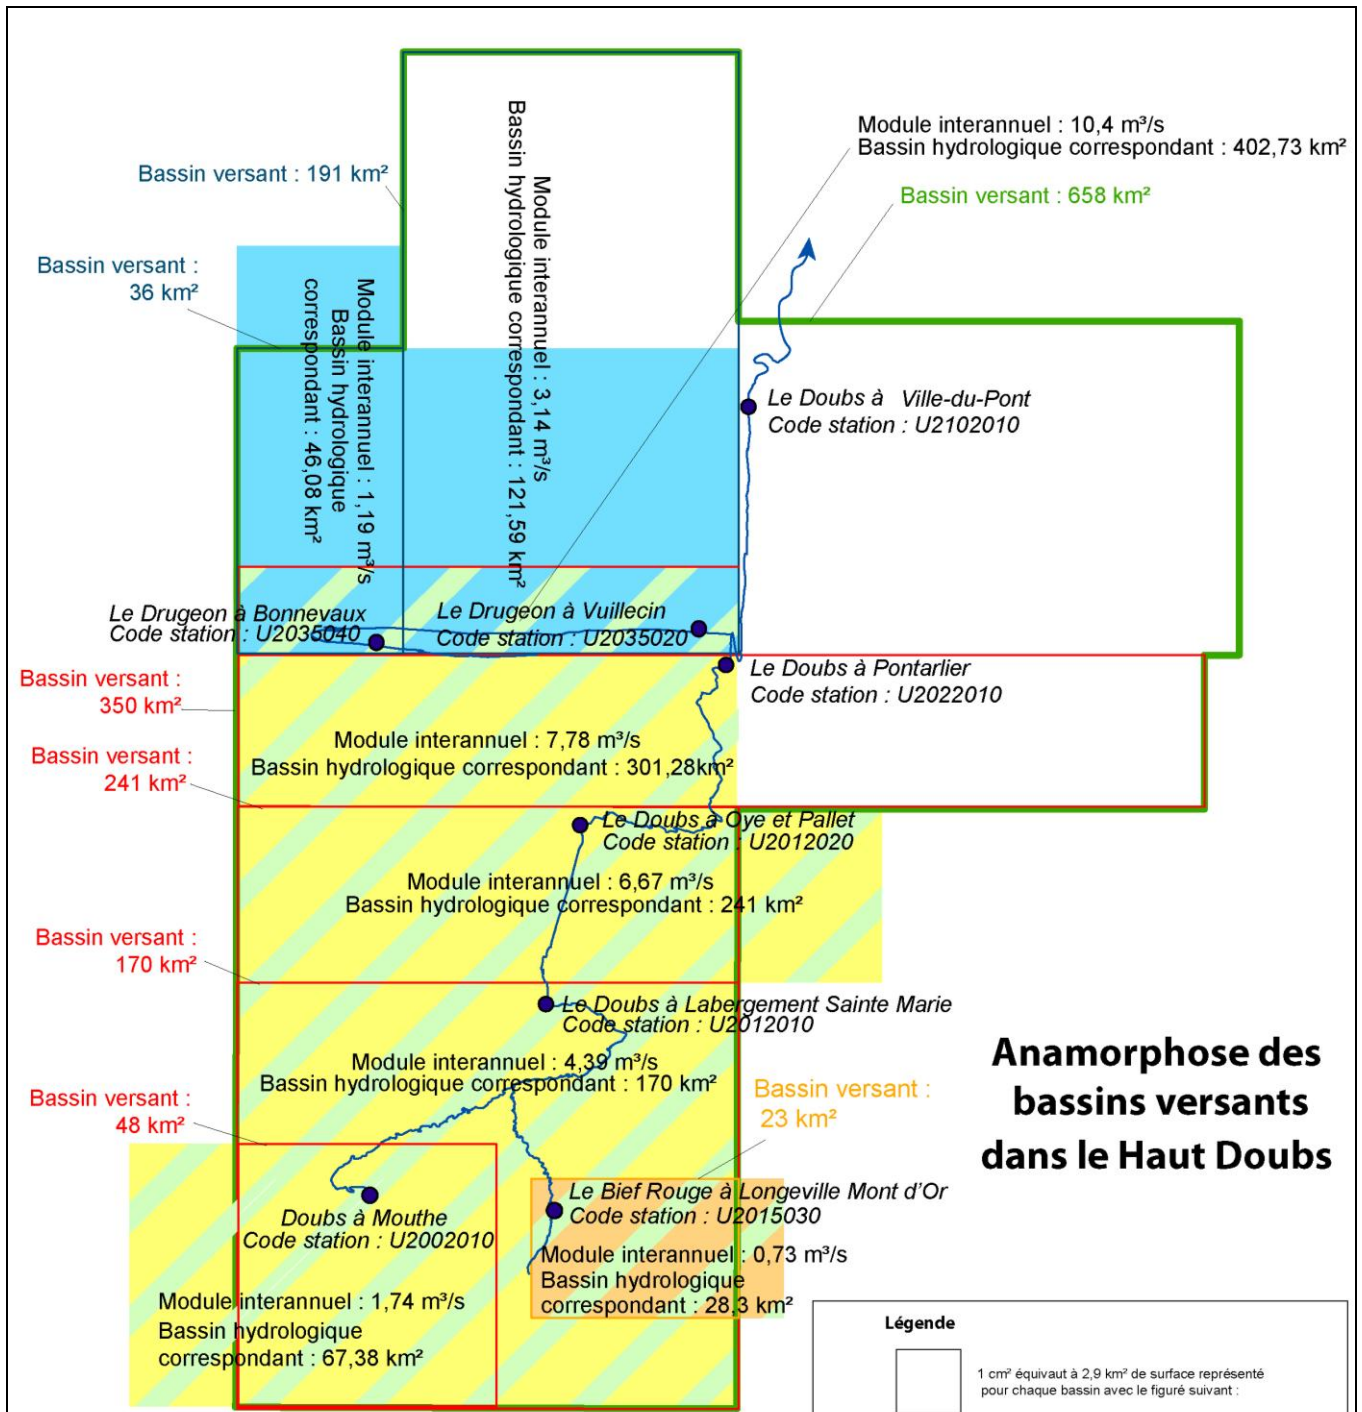 Module interannuel : 10,4 m³/s
Bassin hydrologique correspondant : 402,73 km²
Bassin versant : 191 km²
Bassin versant : 658 km²
Module interannuel : 3,14 m³/s
Bassin hydrologique correspondant : 121,59 km²
Bassin versant :
36 km²
Module interannuel : 1,19 m³/s
Bassin hydrologique
correspondant : 46,08 km²
Le Doubs à Ville-du-Pont
Code station : U2102010
Le Drugeon à Bonnevaux
Code station : U2035040
Le Drugeon à Vuillecin
Code station : U2035020
Le Doubs à Pontarlier
Code station : U2022010
Bassin versant :
350 km²
Module interannuel : 7,78 m³/s
Bassin hydrologique correspondant : 301,28km²
Bassin versant :
241 km²
Le Doubs à Oye et Pallet
Code station : U2012020
Module interannuel : 6,67 m³/s
Bassin hydrologique correspondant : 241 km²
Bassin versant :
170 km²
Le Doubs à Labergement Sainte Marie
Code station : U2012010
Module interannuel : 4,39 m³/s
Bassin hydrologique correspondant : 170 km²
Anamorphose des
bassins versants
dans le Haut Doubs
Bassin versant :
48 km²
Bassin versant :
23 km²
Le Bief Rouge à Longeville Mont d'Or
Code station : U2015030
Doubs à Mouthe
Code station : U2002010
Module interannuel : 0,73 m³/s
Bassin hydrologique
correspondant : 28,3 km²
Module interannuel : 1,74 m³/s
Bassin hydrologique
correspondant : 67,38 km²
Légende
1 cm² équivaut à 2,9 km² de surface représenté
pour chaque bassin avec le figuré suivant :